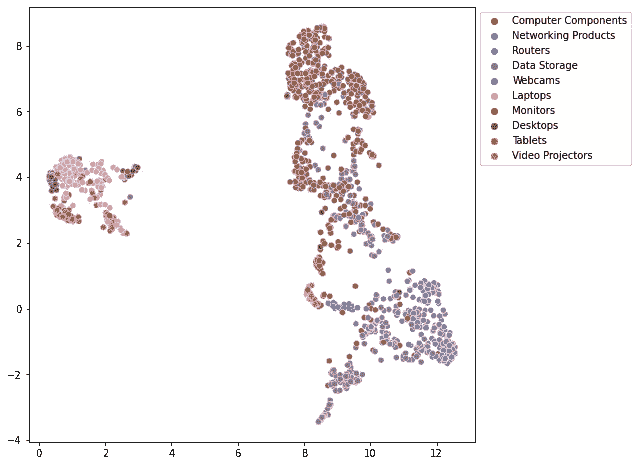 Computer Components
Networking Products
Routers
Data Storage
Webcams
Laptops
Monitors
Desktops
Tablets
Video Projectors
8
6
4
2
0
−2
−4
0 2 4 6 8 10 12